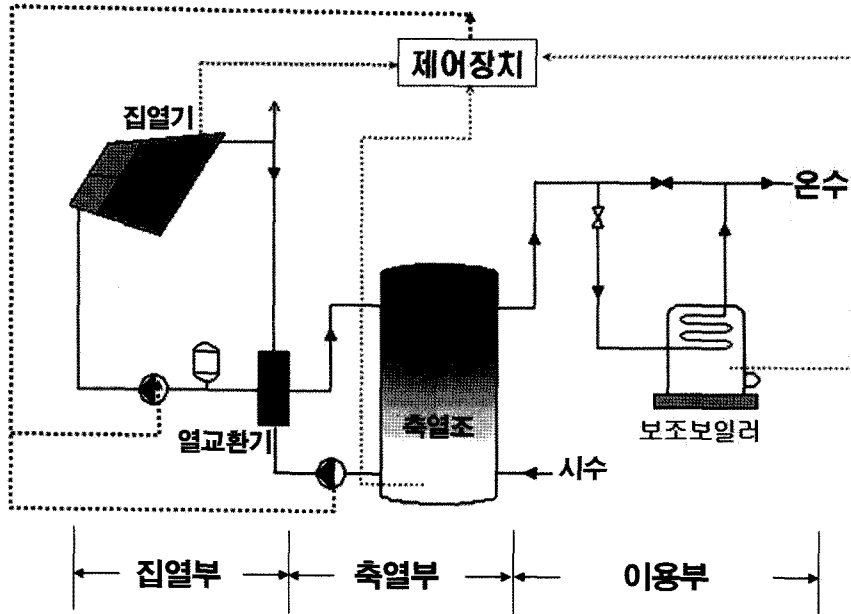 제어장치
집열기
온수
축열조
열교환기
보조보일러
시수
집열부
축열부
이용부